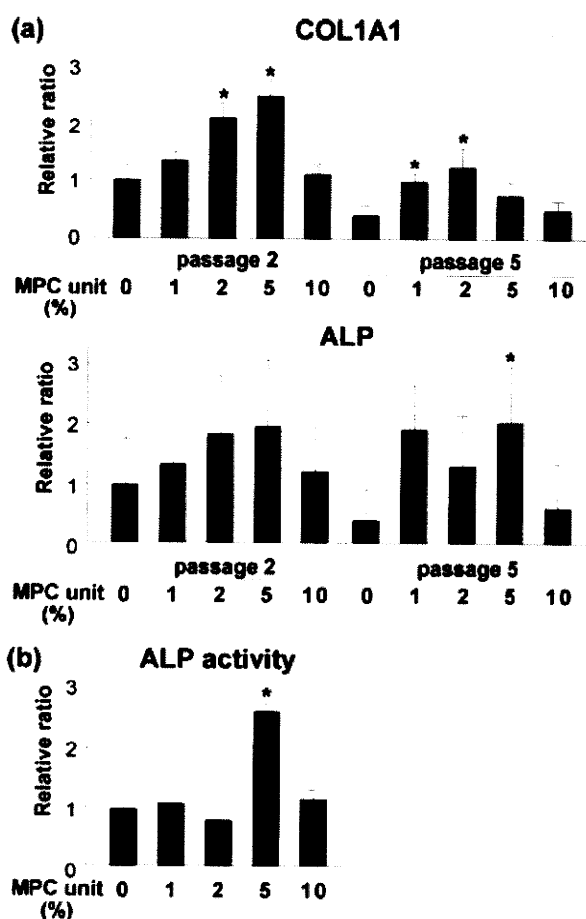 (a) COL1A1
3
* *
2
* *
1
0
Relative ratio
passage 2 passage 5
MPC unit 0 1 2 5 10 0 1 2 5 10
(%)
ALP
3
*
2
1
0
Relative ratio
passage 2 passage 5
MPC unit 0 1 2 5 10 0 1 2 5 10
(%)
(b) ALP activity
3
*
2
1
0
Relative ratio
MPC unit 0 1 2 5 10
(%)